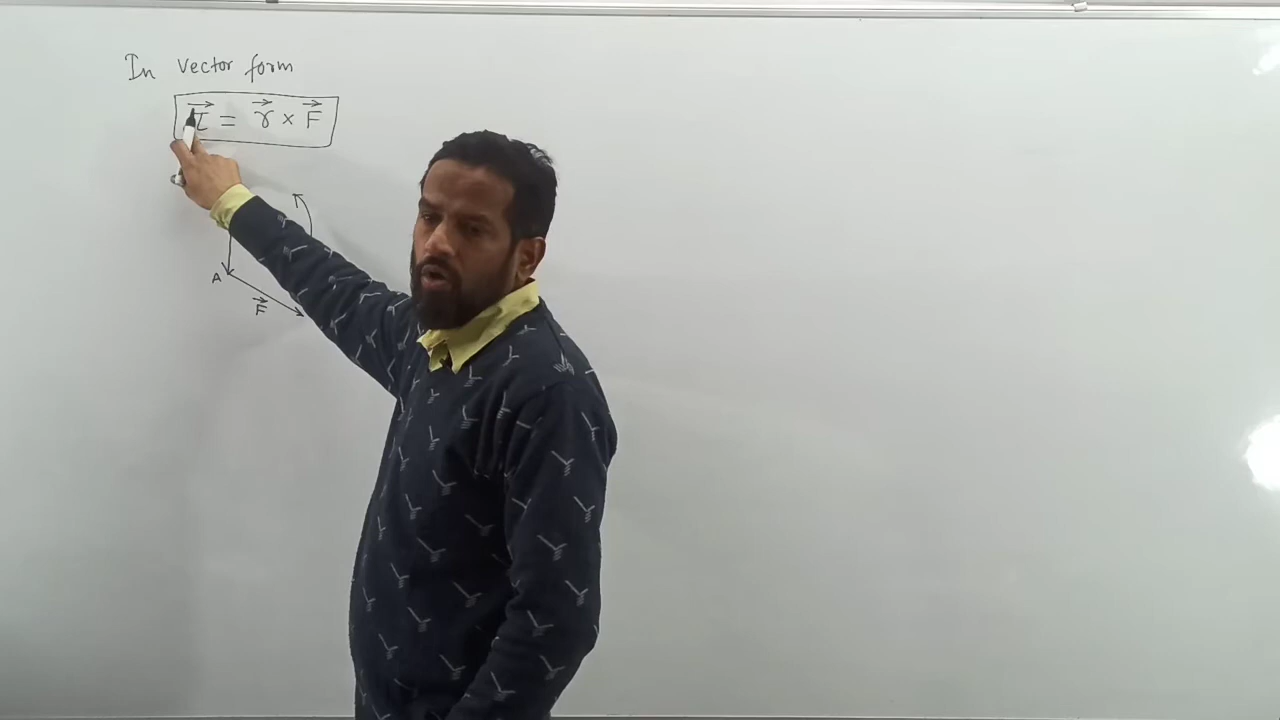 In vector form
τ⃗ = r⃗ × F⃗
A
F⃗